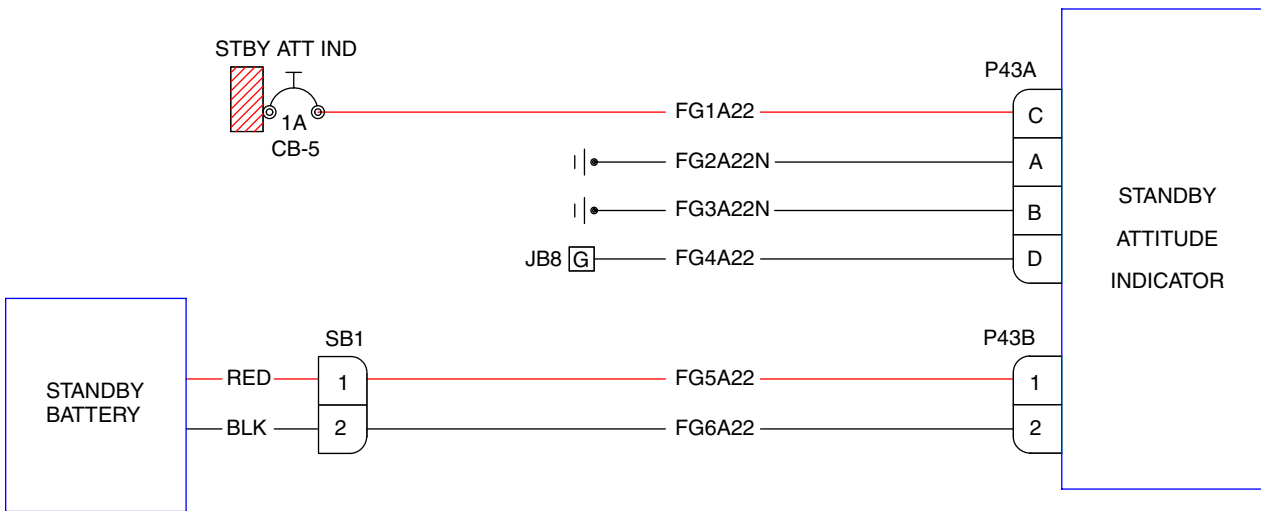 STBY ATT IND
1A
CB-5
P43A
FG1A22
C
FG2A22N
A
FG3A22N
B
JB8 G
FG4A22
D
STANDBY
ATTITUDE
INDICATOR
STANDBY
BATTERY
SB1
P43B
RED
1
FG5A22
1
BLK
2
FG6A22
2